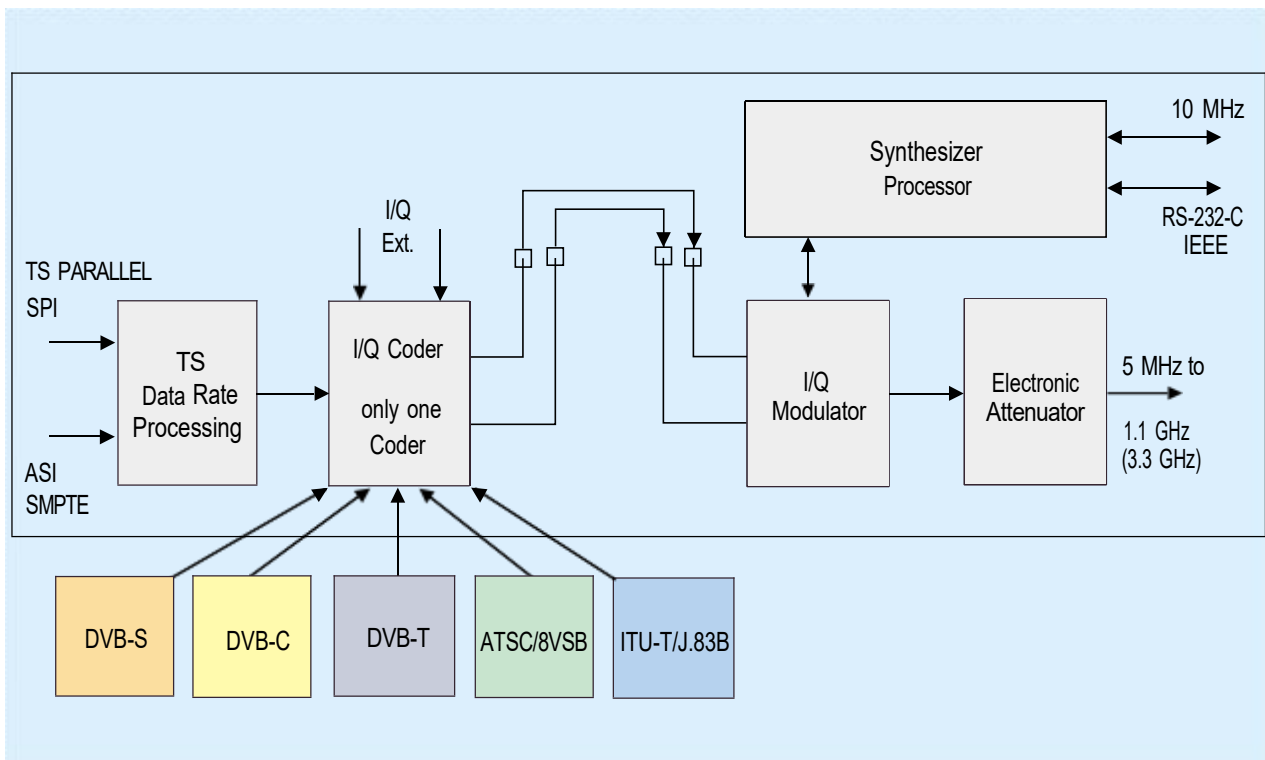 10 MHz
Synthesizer
Processor
RS-232-C
IEEE
I/Q
Ext.
TS PARALLEL
SPI
TS
Data Rate
Processing
ASI
SMPTE
I/Q Coder
only one
Coder
I/Q
Modulator
Electronic
Attenuator
5 MHz to
1.1 GHz
(3.3 GHz)
DVB-S
DVB-C
DVB-T
ATSC/8VSB
ITU-T/J.83B